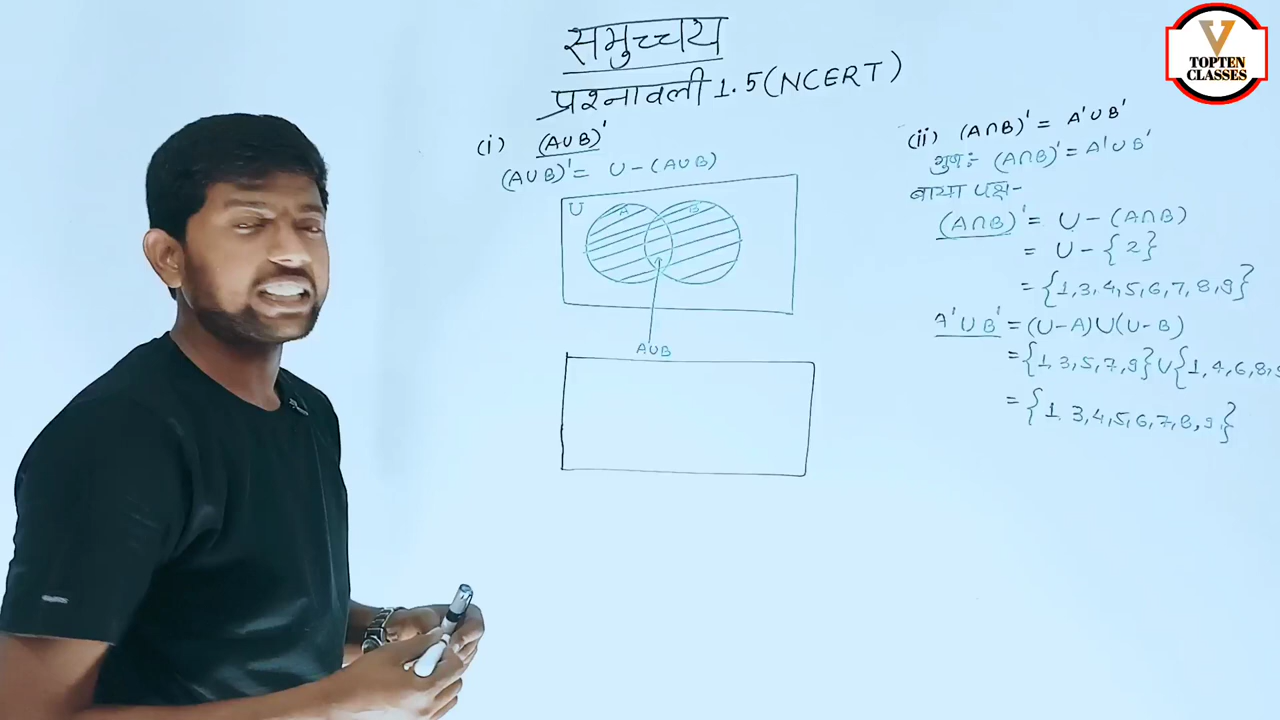 समुच्चय
प्रश्नावली 1.5 (NCERT)
V
TOPTEN
CLASSES
(i) (A∪B)'
(A∪B)' = U - (A∪B)
U
A
B
A∪B
(ii) (A∩B)' = A'∪B'
(A∩B)' = A'∪B'
बाया पक्ष-
(A∩B)' = U - (A∩B)
= U - {2}
= {1,3,4,5,6,7,8,9}
A'∪B' = (U-A)∪(U-B)
= {1,3,5,7,9}∪{1,4,6,8,9
= {1,3,4,5,6,7,8,9}